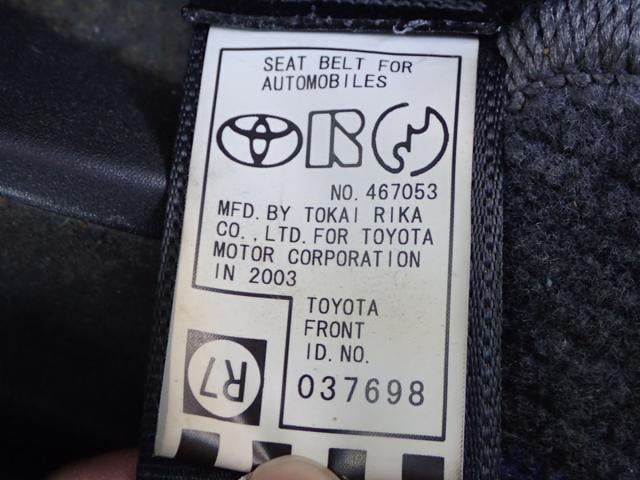 SEAT BELT FOR
AUTOMOBILES
NO. 467053
MFD. BY TOKAI RIKA
CO., LTD. FOR TOYOTA
MOTOR CORPORATION
IN 2003
TOYOTA
FRONT
ID. NO.
037698
R7